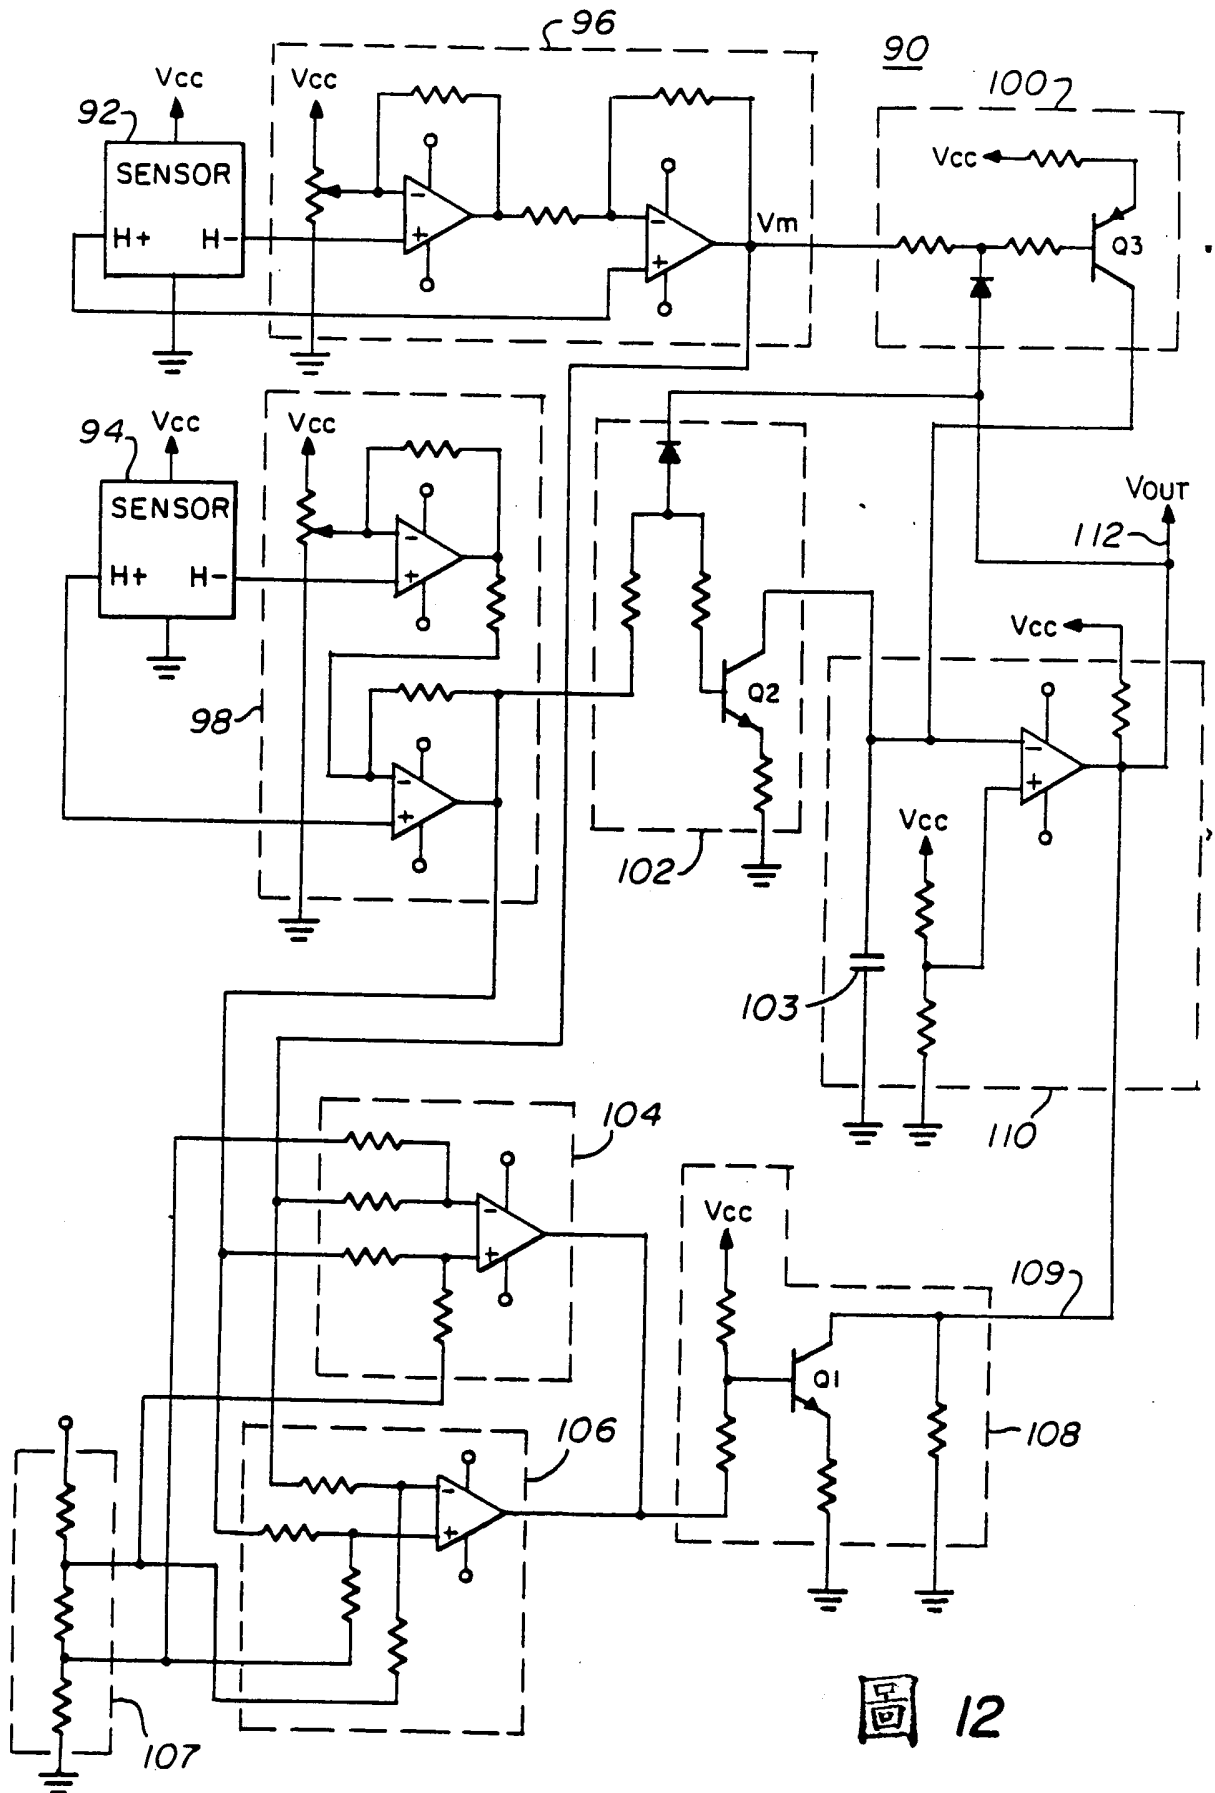 96
90
Vcc
Vcc
100
92
SENSOR
H+ H-
Vcc
Vm
Q3
94
Vcc
Vcc
SENSOR
H+ H-
VOUT
112
Vcc
98
Q2
102
Vcc
103
110
104
Vcc
109
Q1
106
108
107
圖 12
- + - + - + - + - + - + - +